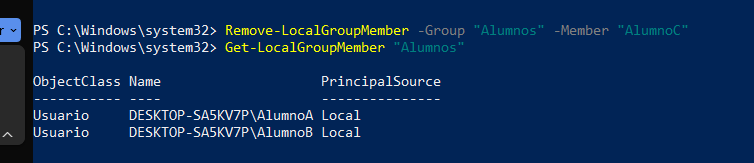 PS C:\Windows\system32> Remove-LocalGroupMember -Group "Alumnos" -Member "AlumnoC"
PS C:\Windows\system32> Get-LocalGroupMember "Alumnos"
ObjectClass Name                    PrincipalSource
----------- ----                    ---------------
Usuario     DESKTOP-SA5KV7P\AlumnoA Local
Usuario     DESKTOP-SA5KV7P\AlumnoB Local